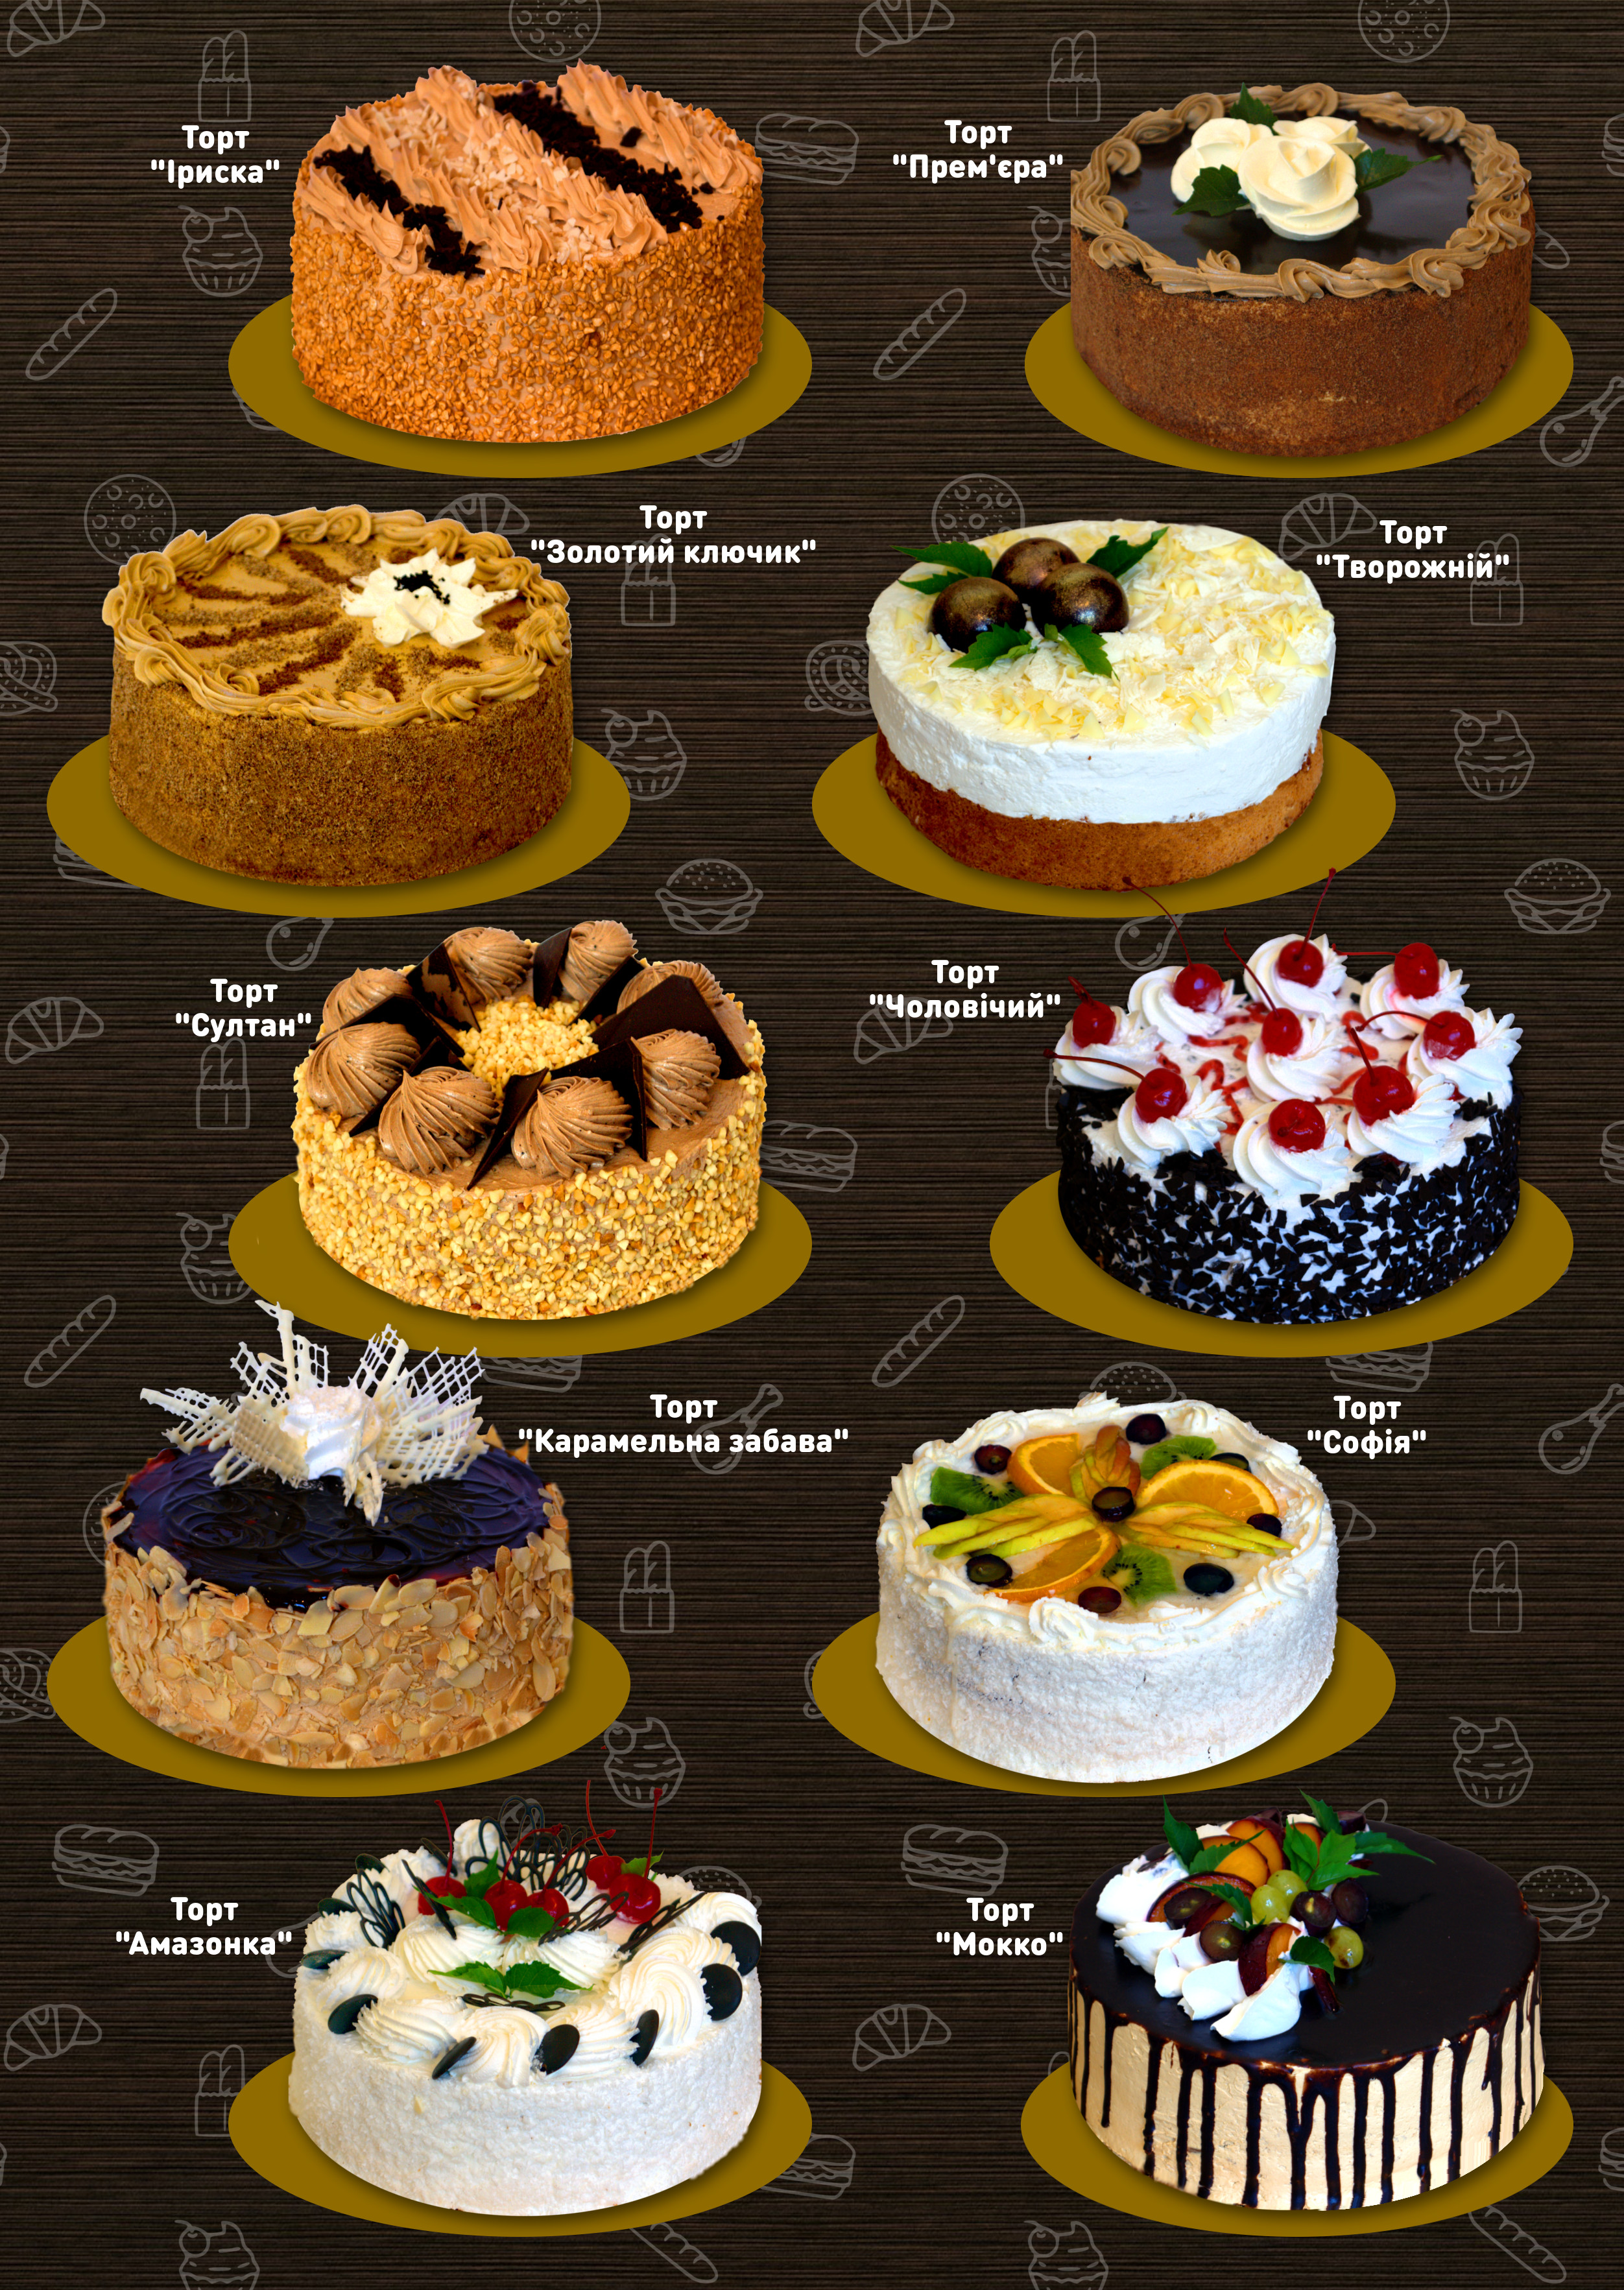 Торт
"Іриска"
Торт
"Прем'єра"
Торт
"Золотий ключик"
Торт
"Творожній"
Торт
"Султан"
Торт
"Чоловічий"
Торт
"Карамельна забава"
Торт
"Софія"
Торт
"Амазонка"
Торт
"Мокко"